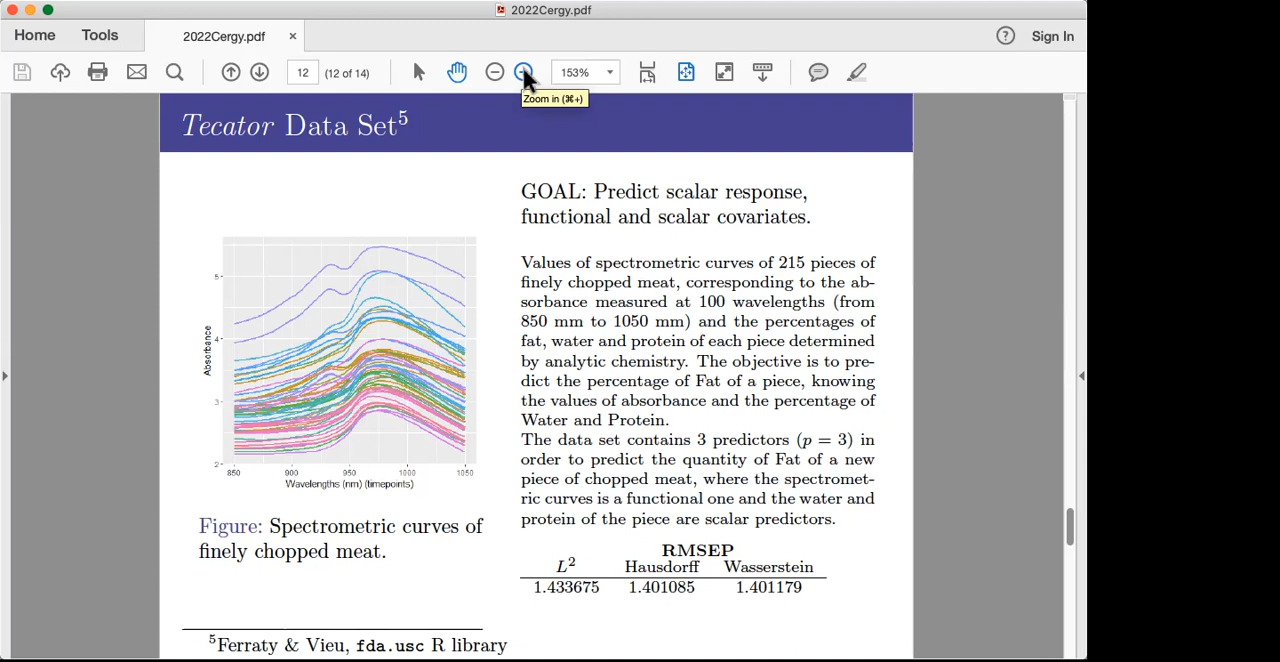 2022Cergy.pdf
Home Tools 2022Cergy.pdf × ? Sign In
12 (12 of 14) 153%
Zoom in (⌘+)
Tecator Data Set⁵
GOAL: Predict scalar response,
functional and scalar covariates.
Values of spectrometric curves of 215 pieces of
finely chopped meat, corresponding to the ab-
sorbance measured at 100 wavelengths (from
850 mm to 1050 mm) and the percentages of
fat, water and protein of each piece determined
by analytic chemistry. The objective is to pre-
dict the percentage of Fat of a piece, knowing
the values of absorbance and the percentage of
Water and Protein.
The data set contains 3 predictors (p = 3) in
order to predict the quantity of Fat of a new
piece of chopped meat, where the spectromet-
ric curves is a functional one and the water and
protein of the piece are scalar predictors.
RMSEP
L² Hausdorff Wasserstein
1.433675 1.401085 1.401179
Absorbance
5
4
3
2
850 900 950 1000 1050
Wavelengths (nm) (timepoints)
Figure: Spectrometric curves of
finely chopped meat.
⁵Ferraty & Vieu, fda.usc R library